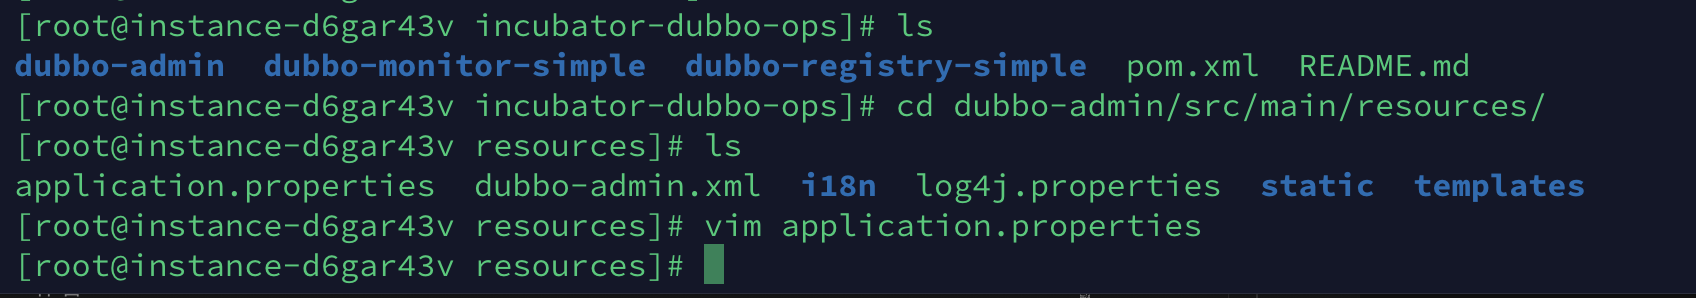 [root@instance-d6gar43v incubator-dubbo-ops]# ls
dubbo-admin  dubbo-monitor-simple  dubbo-registry-simple  pom.xml  README.md
[root@instance-d6gar43v incubator-dubbo-ops]# cd dubbo-admin/src/main/resources/
[root@instance-d6gar43v resources]# ls
application.properties  dubbo-admin.xml  i18n  log4j.properties  static  templates
[root@instance-d6gar43v resources]# vim application.properties
[root@instance-d6gar43v resources]#